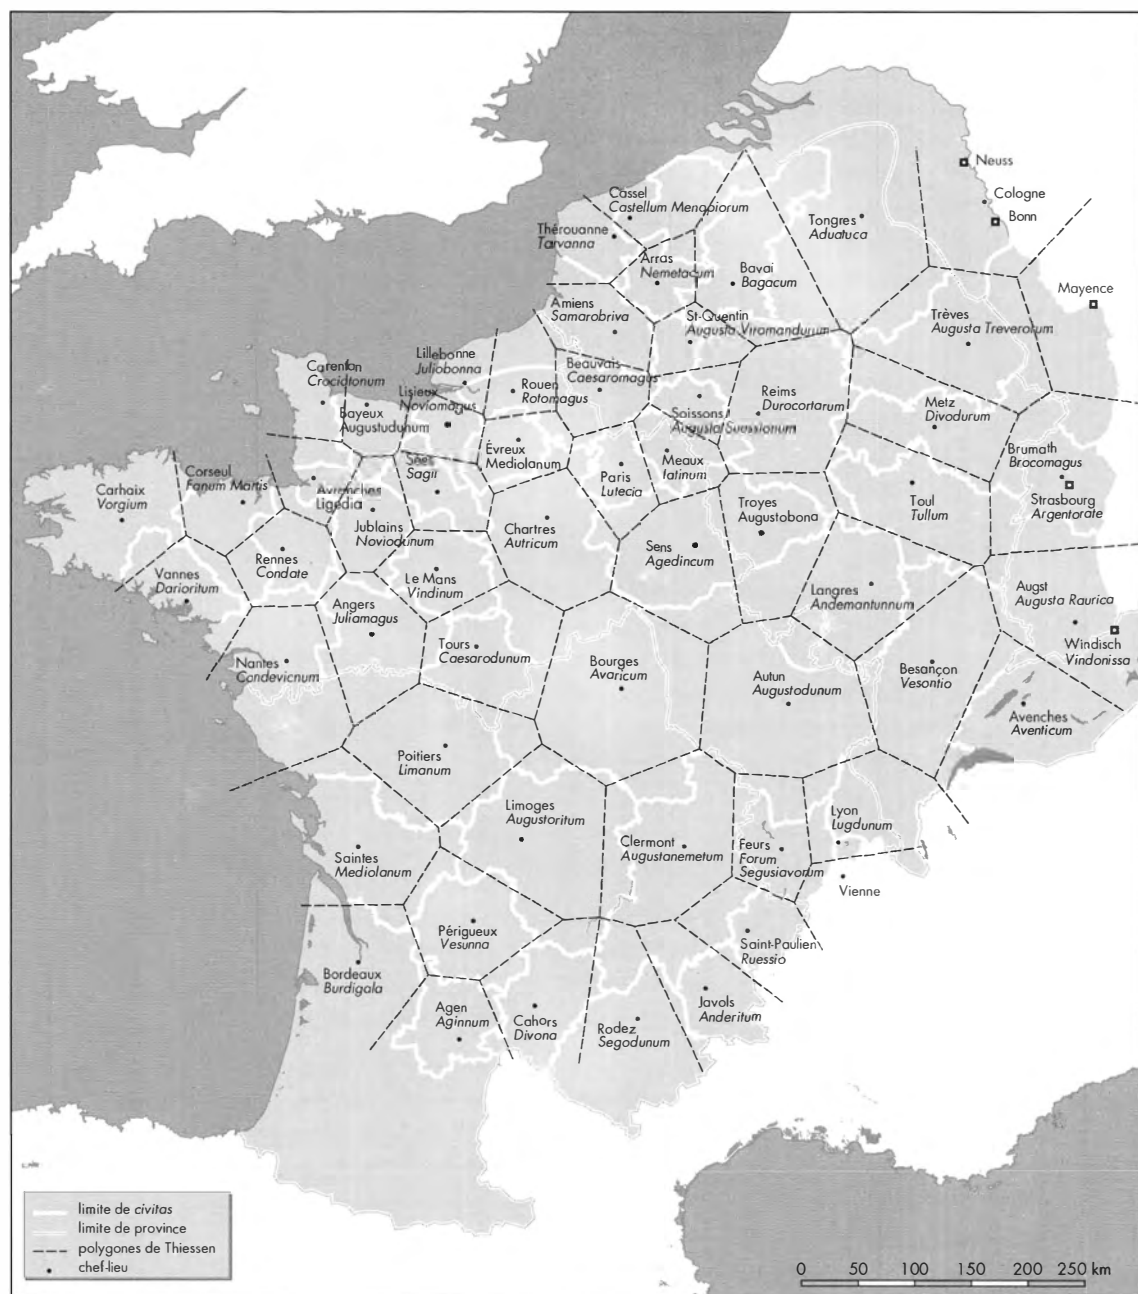 Neuss
Cologne
Bonn
Cassel
Castellum Menapiorum
Tongres
Aduatuca
Thérouanne
Tarvanna
Arras
Nemetacum
Bavai
Bagacum
Mayence
Amiens
Samarobriva
St-Quentin
Augusta Viromanduorum
Trèves
Augusta Treverorum
Lillebonne
Juliobonna
Carentan
Crociatonum
Lisieux
Noviomagus
Rouen
Rotomagus
Beauvais
Caesaromagus
Reims
Durocortorum
Soissons
Augusta Suessionum
Metz
Divodurum
Bayeux
Augustudunum
Évreux
Mediolanum
Sées
Sagii
Paris
Lutecia
Meaux
Iatinum
Brumath
Brocomagus
Strasbourg
Argentorate
Corseul
Fanum Martis
Avranches
Ligedia
Carhaix
Vorgium
Toul
Tullum
Troyes
Augustobona
Jublains
Noviodunum
Chartres
Autricum
Rennes
Condate
Sens
Agedincum
Le Mans
Vindinum
Vannes
Darioritum
Langres
Andemantunnum
Augst
Augusta Raurica
Angers
Juliamagus
Windisch
Vindonissa
Nantes
Condevicnum
Tours
Caesarodunum
Bourges
Avaricum
Besançon
Vesontio
Autun
Augustodunum
Avenches
Aventicum
Poitiers
Limanum
Limoges
Augustoritum
Lyon
Lugdunum
Clermont
Augustanemetum
Feurs
Forum
Segusiavorum
Saintes
Mediolanum
Vienne
Périgueux
Vesunna
Saint-Paulien
Ruessio
Bordeaux
Burdigala
Javols
Anderitum
Agen
Aginnum
Cahors
Divona
Rodez
Segodunum
limite de civitas
limite de province
polygones de Thiessen
chef-lieu
0 50 100 150 200 250 km